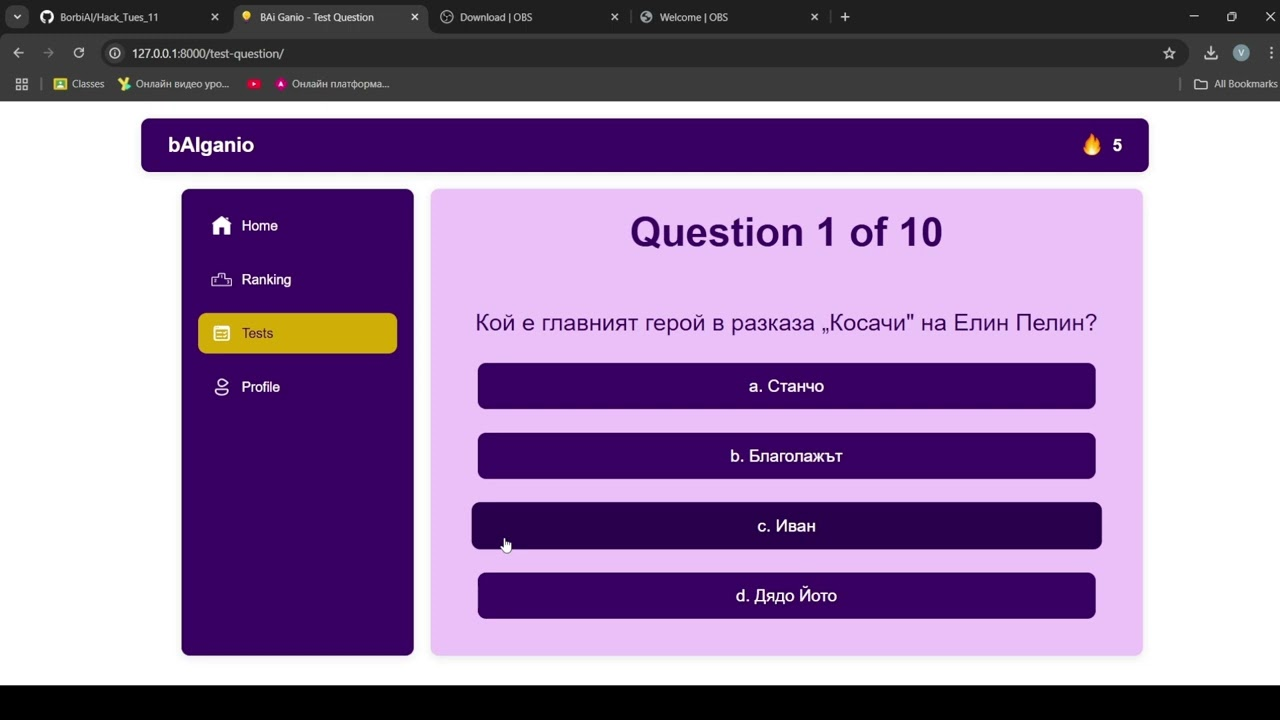 BorbiAI/Hack_Tues_11
BAi Ganio - Test Question
Download | OBS
Welcome | OBS
127.0.0.1:8000/test-question/
V
Classes
Онлайн видео уро...
Онлайн платформа...
All Bookmarks
bAIganio
5
Home
Ranking
Tests
Profile
Question 1 of 10
Кой е главният герой в разказа „Косачи" на Елин Пелин?
a. Станчо
b. Благолажът
c. Иван
d. Дядо Йото